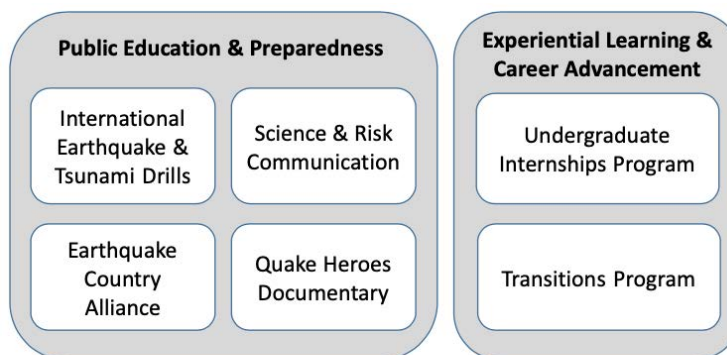 Public Education & Preparedness
International
Earthquake &
Tsunami Drills
Science & Risk
Communication
Earthquake
Country
Alliance
Quake Heroes
Documentary
Experiential Learning &
Career Advancement
Undergraduate
Internships Program
Transitions Program